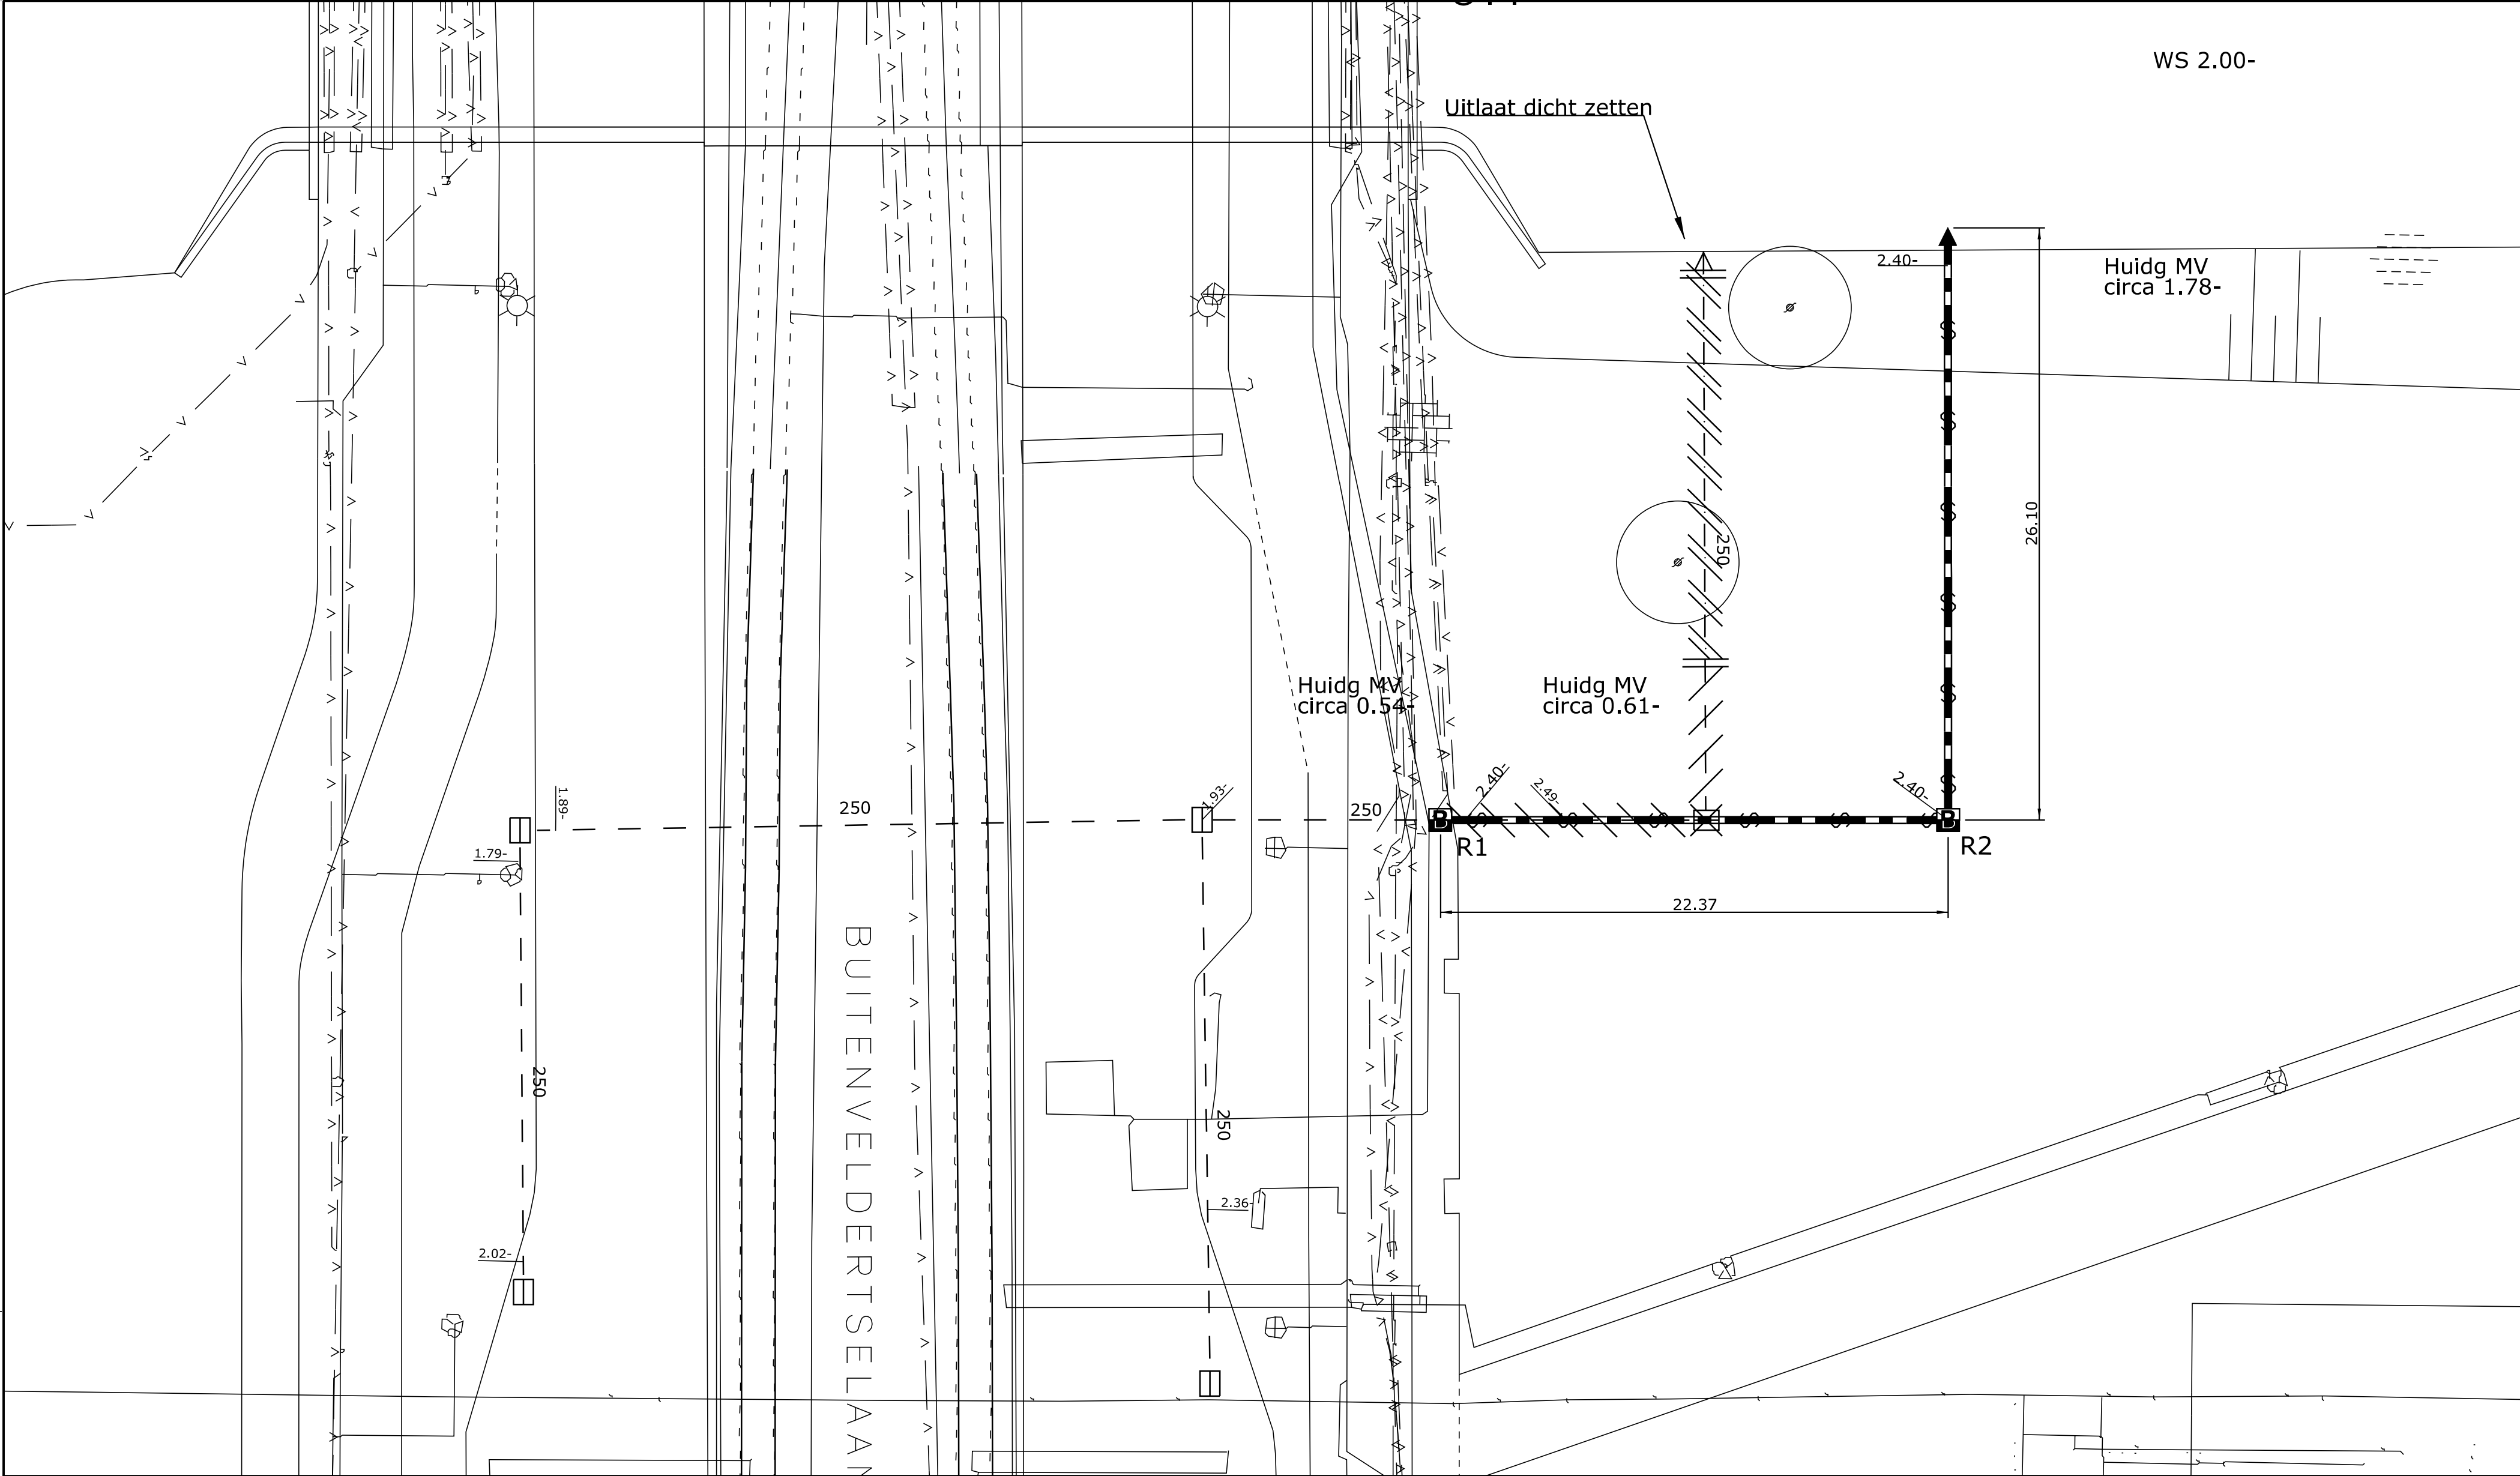 WS 2.00-
Uitlaat dicht zetten
2.40-
Huidg MV
circa 1.78-
250
26.10
Huidg MV
circa 0.54-
Huidg MV
circa 0.61-
1.89-
250
1.93-
250
2.40-
2.49-
2.40-
B
B
R1
R2
1.79-
22.37
BUITENVELDERTSELAAN
250
250
2.36-
2.02-